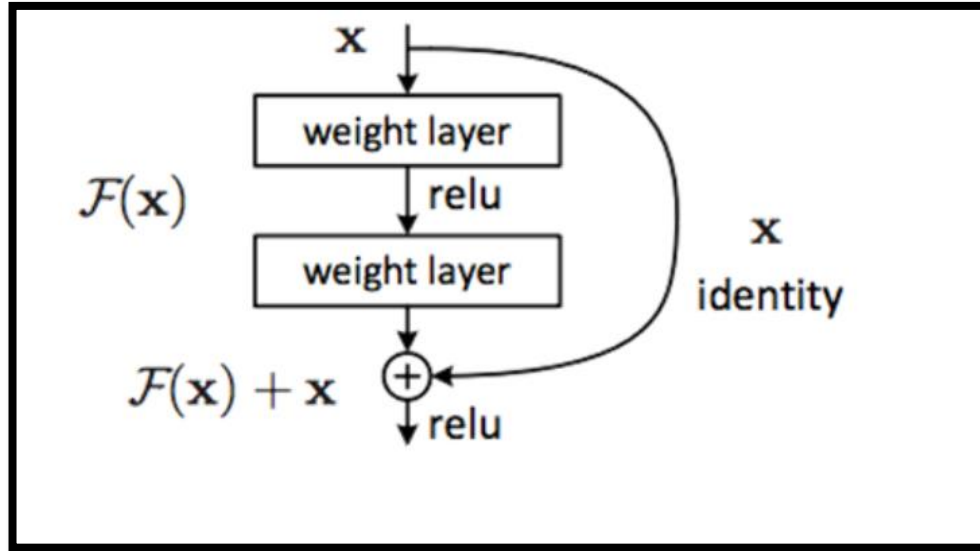 x
weight layer
F(x)
relu
weight layer
x
identity
F(x) + x
+
relu